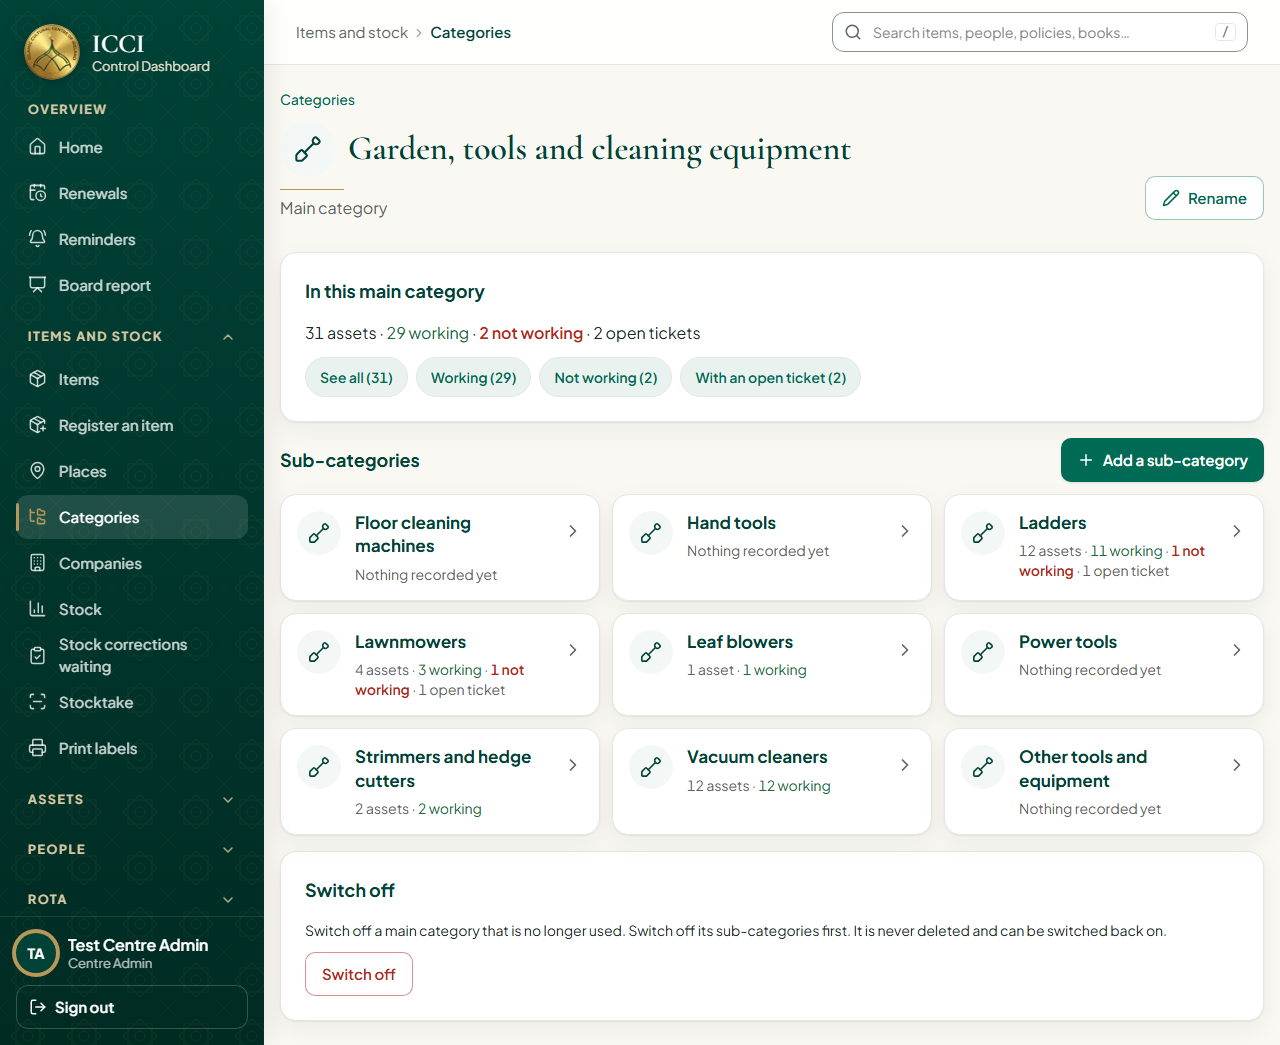 ICCI
Control Dashboard
OVERVIEW
Home
Renewals
Reminders
Board report
ITEMS AND STOCK
Items
Register an item
Places
Categories
Companies
Stock
Stock corrections
waiting
Stocktake
Print labels
ASSETS
PEOPLE
ROTA
TA
Test Centre Admin
Centre Admin
Sign out
Items and stock > Categories
Search items, people, policies, books... /
Categories
Garden, tools and cleaning equipment
Main category
Rename
In this main category
31 assets · 29 working · 2 not working · 2 open tickets
See all (31) Working (29) Not working (2) With an open ticket (2)
Sub-categories
Add a sub-category
Floor cleaning
machines
Nothing recorded yet
Hand tools
Nothing recorded yet
Ladders
12 assets · 11 working · 1 not
working · 1 open ticket
Lawnmowers
4 assets · 3 working · 1 not
working · 1 open ticket
Leaf blowers
1 asset · 1 working
Power tools
Nothing recorded yet
Strimmers and hedge
cutters
2 assets · 2 working
Vacuum cleaners
12 assets · 12 working
Other tools and
equipment
Nothing recorded yet
Switch off
Switch off a main category that is no longer used. Switch off its sub-categories first. It is never deleted and can be switched back on.
Switch off